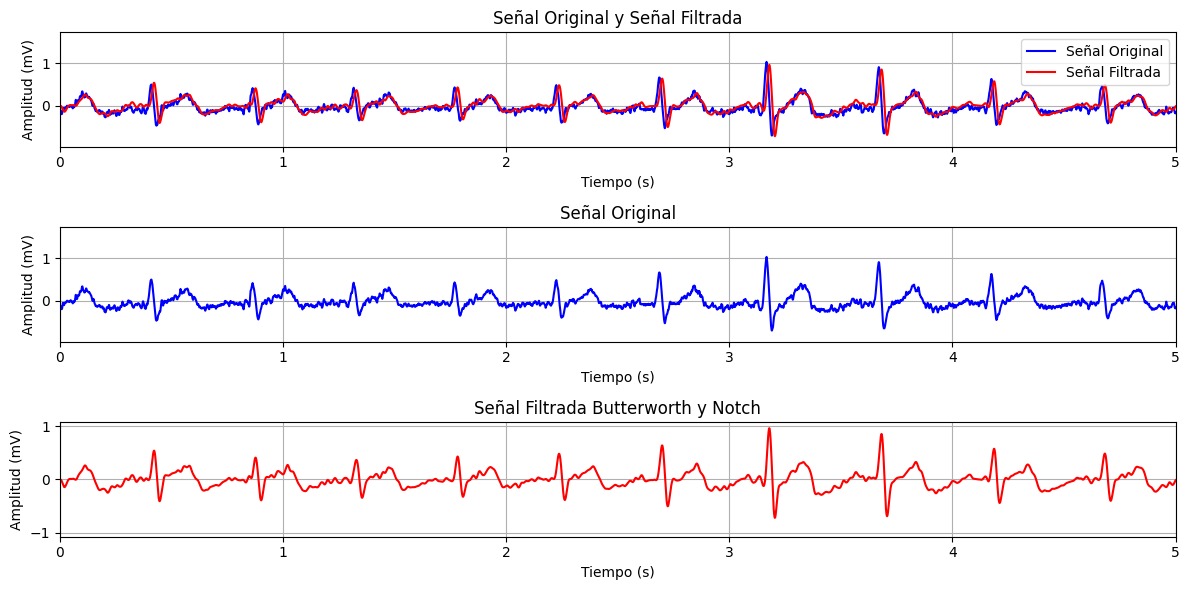 Señal Original y Señal Filtrada
Amplitud (mV)
1
0
Señal Original
Señal Filtrada
0 1 2 3 4 5
Tiempo (s)
Señal Original
Amplitud (mV)
1
0
0 1 2 3 4 5
Tiempo (s)
Señal Filtrada Butterworth y Notch
Amplitud (mV)
1
0
−1
0 1 2 3 4 5
Tiempo (s)